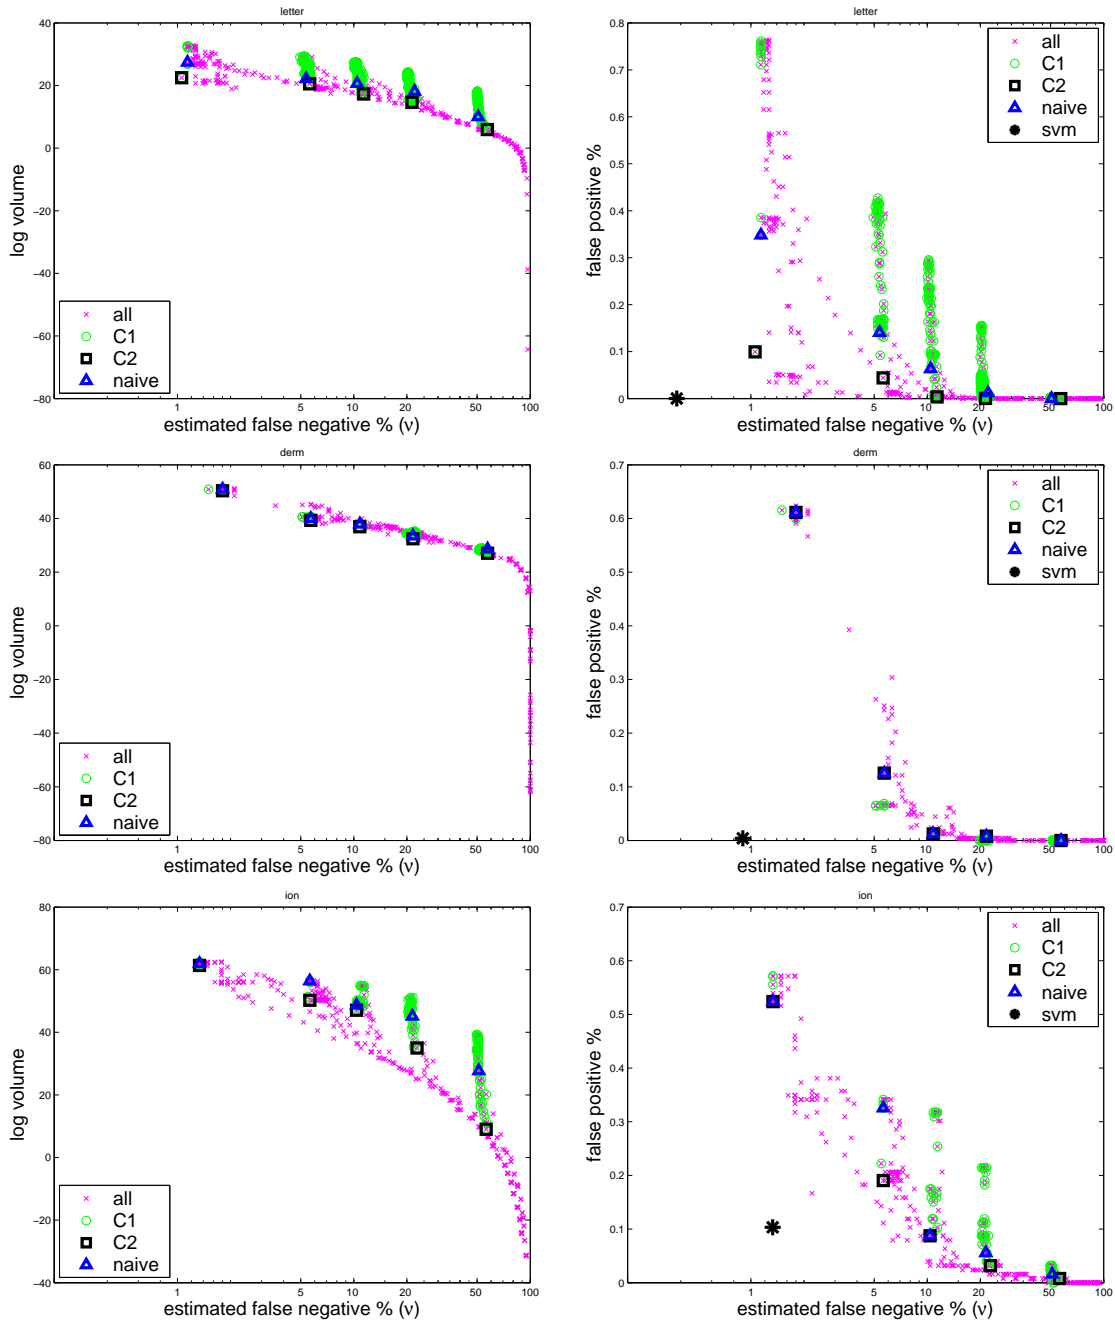 letter
40
20
0
−20
−40
−60
−80
1 5 10 20 50 100
log volume
estimated false negative % (ν)
all
C1
C2
naive
letter
0.8
0.7
0.6
0.5
0.4
0.3
0.2
0.1
0
1 5 10 20 50 100
false positive %
estimated false negative % (ν)
all
C1
C2
naive
svm
derm
60
40
20
0
−20
−40
−60
−80
1 5 10 20 50 100
log volume
estimated false negative % (ν)
all
C1
C2
naive
derm
0.7
0.6
0.5
0.4
0.3
0.2
0.1
0
1 5 10 20 50 100
false positive %
estimated false negative % (ν)
all
C1
C2
naive
svm
ion
80
60
40
20
0
−20
−40
1 5 10 20 50 100
log volume
estimated false negative % (ν)
all
C1
C2
naive
ion
0.7
0.6
0.5
0.4
0.3
0.2
0.1
0
1 5 10 20 50 100
false positive %
estimated false negative % (ν)
all
C1
C2
naive
svm